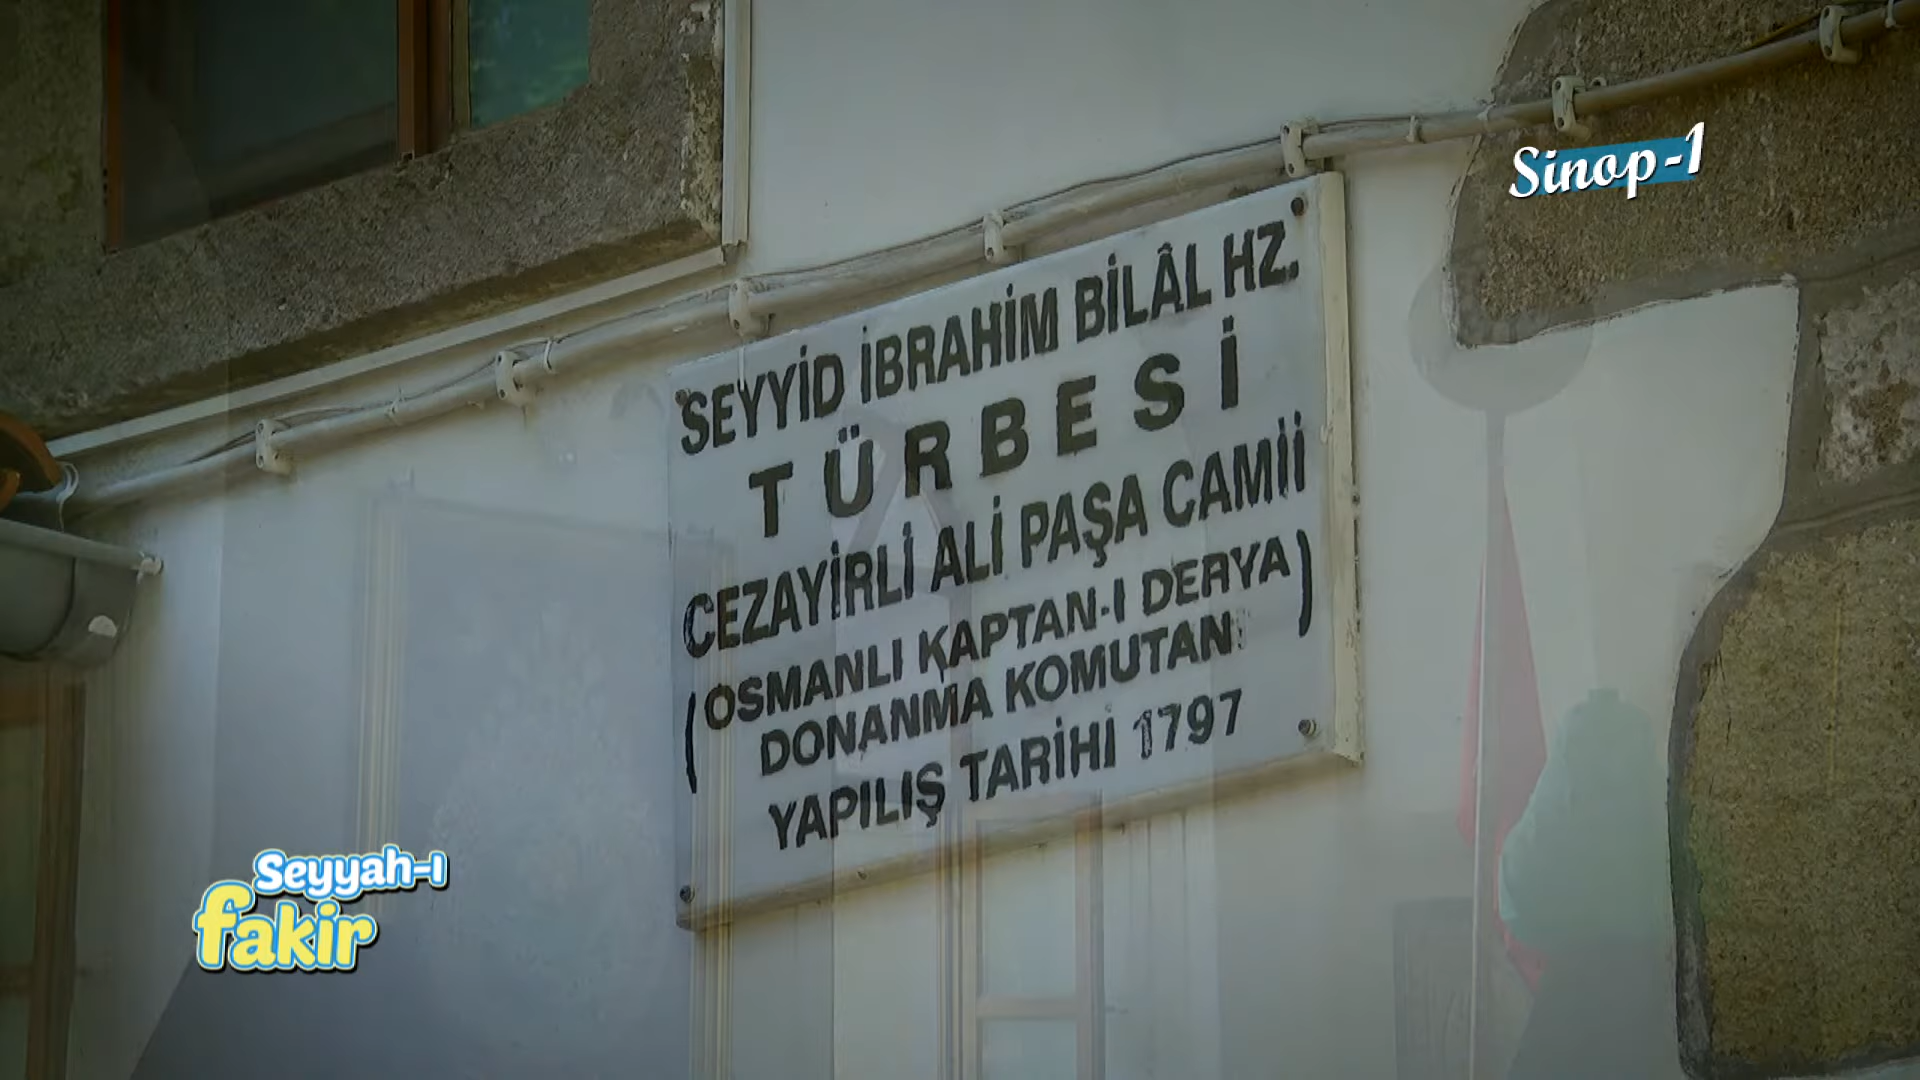 Sinop-1
SEYYİD İBRAHİM BİLÂL HZ.
TÜRBESİ
CEZAYİRLİ ALİ PAŞA CAMİİ
(OSMANLI KAPTAN-I DERYA)
DONANMA KOMUTANI
YAPILIŞ TARİHİ 1797
Seyyah-ı
fakir